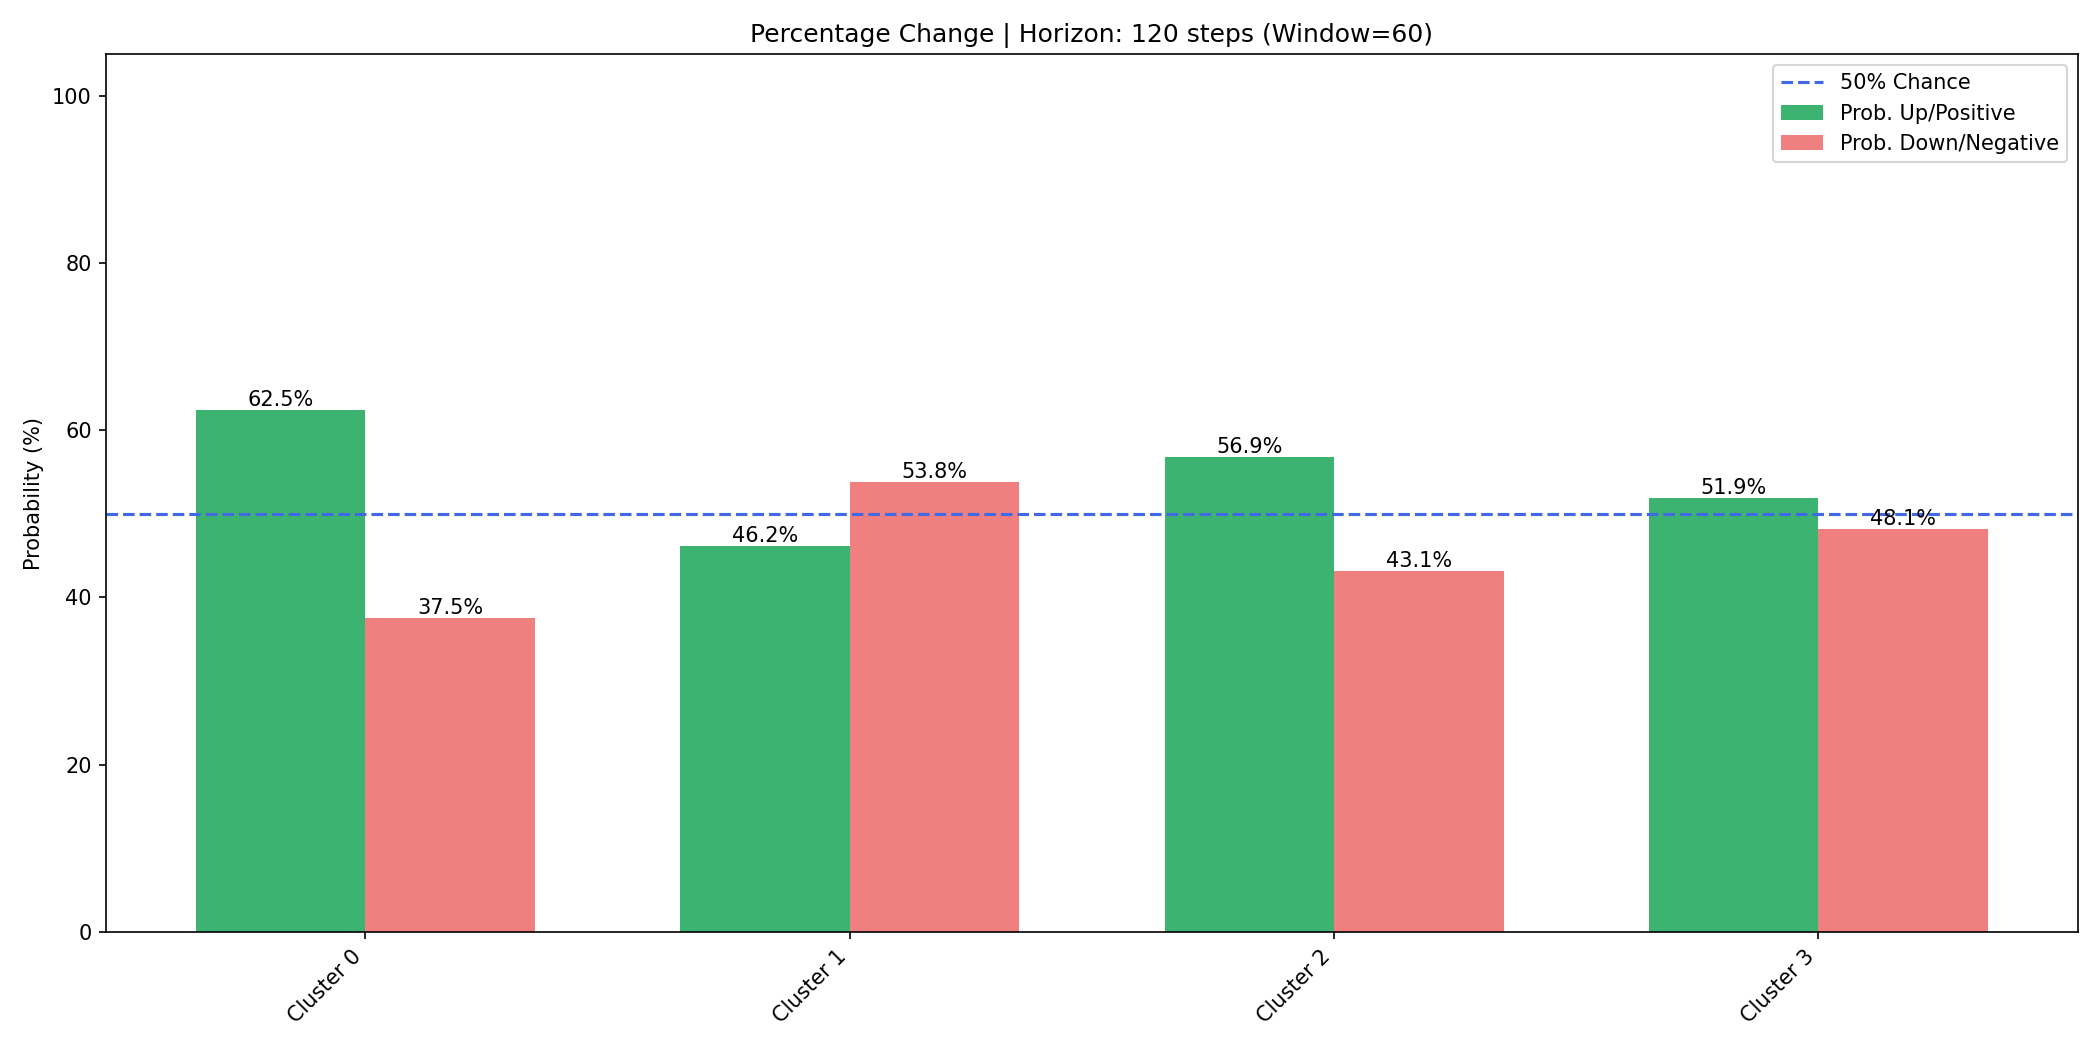 Percentage Change | Horizon: 120 steps (Window=60)
50% Chance
Prob. Up/Positive
Prob. Down/Negative
Probability (%)
100
80
60
40
20
0
62.5%
37.5%
46.2%
53.8%
56.9%
43.1%
51.9%
48.1%
Cluster 0
Cluster 1
Cluster 2
Cluster 3